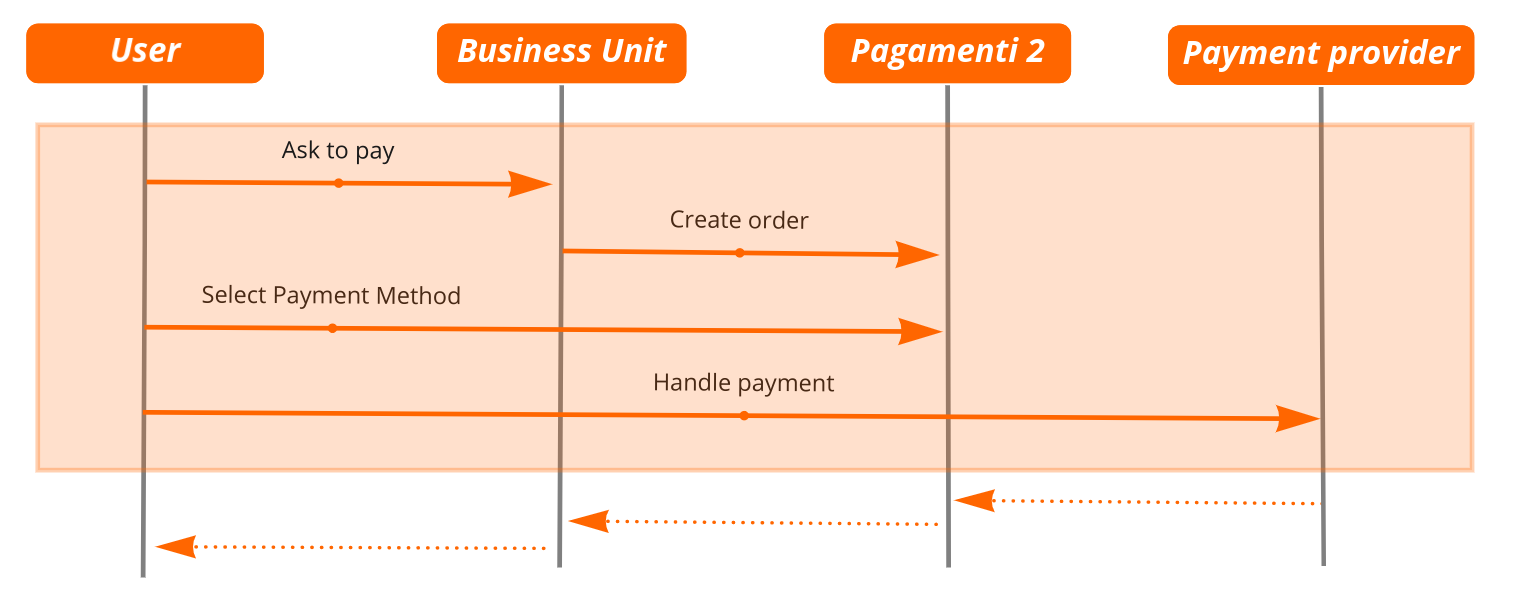 User
Business Unit
Pagamenti 2
Payment provider
Ask to pay
Create order
Select Payment Method
Handle payment